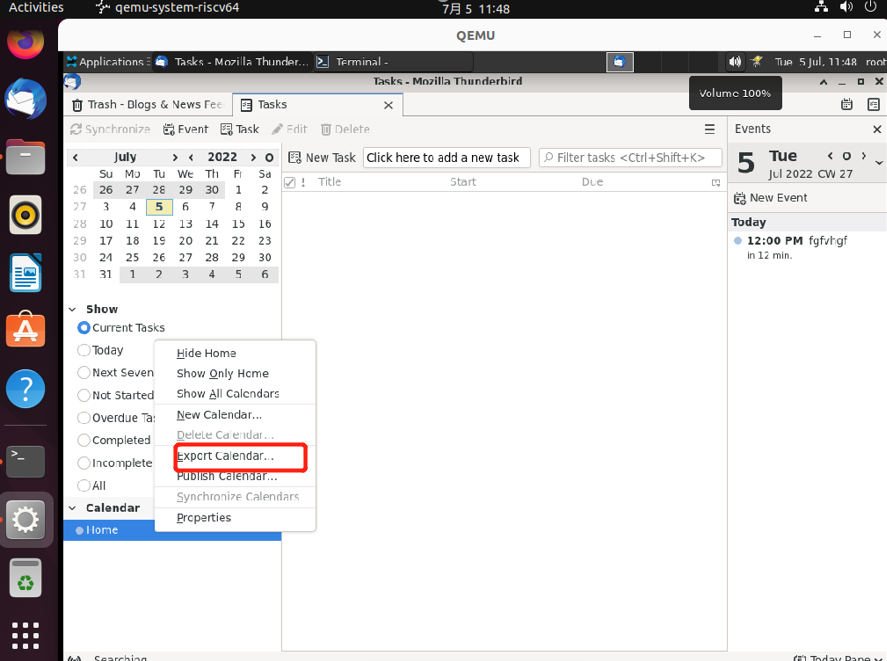 Activities qemu-system-riscv64 7月 5 11:48
QEMU
Applications Tasks - Mozilla Thunder... Terminal - Tue 5 Jul, 11:48 root
Tasks - Mozilla Thunderbird
Volume 100%
Trash - Blogs & News Fee Tasks
Synchronize Event Task Edit Delete
Events
July 2022
New Task Click here to add a new task Filter tasks <Ctrl+Shift+K>
5 Tue
Jul 2022 CW 27
Su Mo Tu We Th Fr Sa
! Title Start Due
26 26 27 28 29 30 1 2
27 3 4 5 6 7 8 9
28 10 11 12 13 14 15 16
29 17 18 19 20 21 22 23
30 24 25 26 27 28 29 30
31 31 1 2 3 4 5 6
New Event
Today
12:00 PM fgfvhgf
in 12 min.
Show
Current Tasks
Today
Next Seven
Not Started
Overdue Tas
Completed
Incomplete
All
Calendar
Home
Hide Home
Show Only Home
Show All Calendars
New Calendar...
Delete Calendar...
Export Calendar...
Publish Calendar...
Synchronize Calendars
Properties
Searching
Today Pane